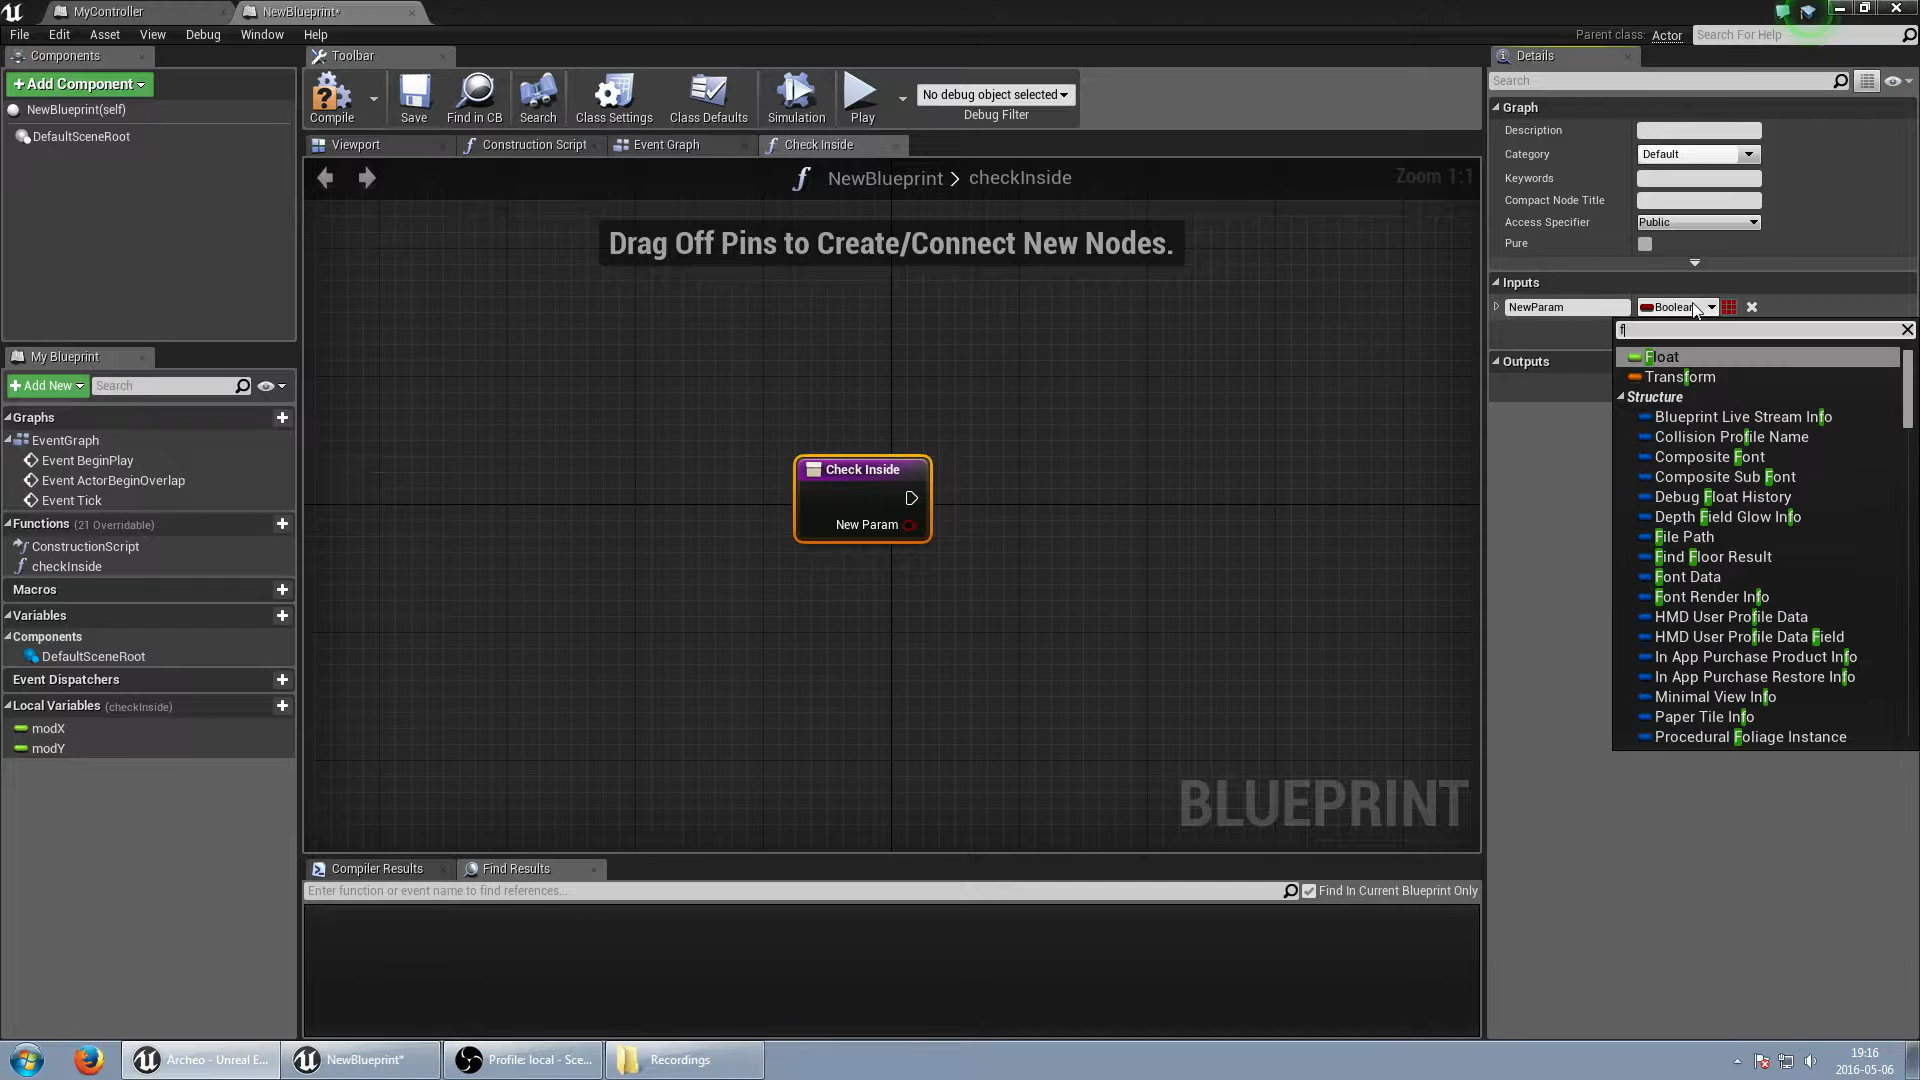 MyController
NewBlueprint*
File Edit Asset View Debug Window Help
Parent class: Actor
Search For Help
Components
+Add Component
NewBlueprint(self)
DefaultSceneRoot
Toolbar
Compile
Save
Find in CB
Search
Class Settings
Class Defaults
Simulation
Play
No debug object selected
Debug Filter
Viewport
Construction Script
Event Graph
Check Inside
NewBlueprint > checkInside
Zoom 1:1
Drag Off Pins to Create/Connect New Nodes.
Check Inside
New Param
BLUEPRINT
My Blueprint
+Add New
Search
Graphs
EventGraph
Event BeginPlay
Event ActorBeginOverlap
Event Tick
Functions (21 Overridable)
ConstructionScript
checkInside
Macros
Variables
Components
DefaultSceneRoot
Event Dispatchers
Local Variables (checkInside)
modX
modY
Compiler Results
Find Results
Enter function or event name to find references...
Find In Current Blueprint Only
Details
Search
Graph
Description
Category
Default
Keywords
Compact Node Title
Access Specifier
Public
Pure
Inputs
NewParam
Boolean
Outputs
f
Float
Transform
Structure
Blueprint Live Stream Info
Collision Profile Name
Composite Font
Composite Sub Font
Debug Float History
Depth Field Glow Info
File Path
Find Floor Result
Font Data
Font Render Info
HMD User Profile Data
HMD User Profile Data Field
In App Purchase Product Info
In App Purchase Restore Info
Minimal View Info
Paper Tile Info
Procedural Foliage Instance
Archeo - Unreal E...
NewBlueprint*
Profile: local - Sce...
Recordings
19:16
2016-05-06